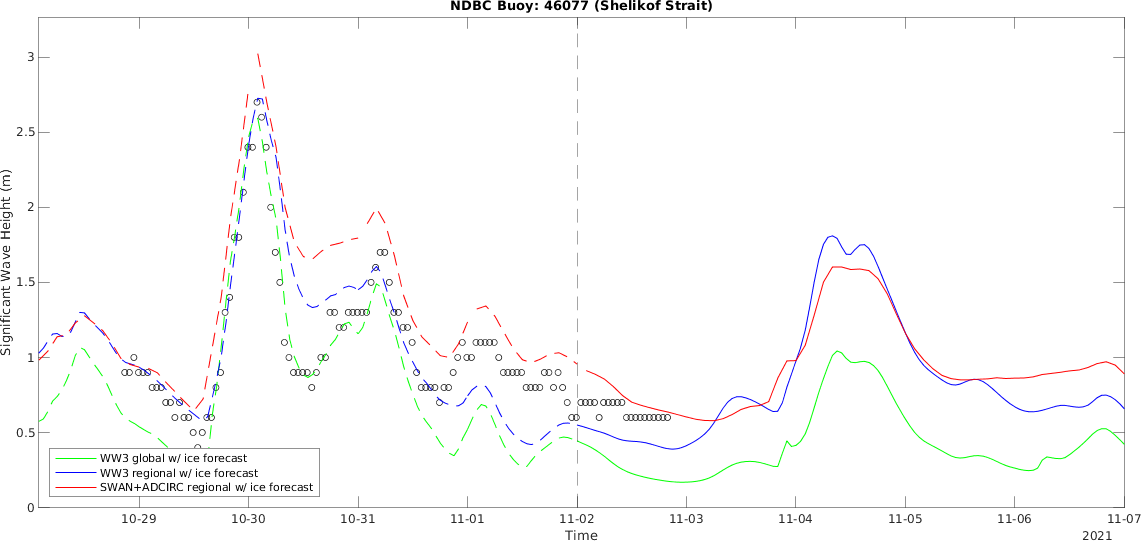 NDBC Buoy: 46077 (Shelikof Strait)
Significant Wave Height (m)
3
2.5
2
1.5
1
0.5
0
WW3 global w/ ice forecast
WW3 regional w/ ice forecast
SWAN+ADCIRC regional w/ ice forecast
10-29 10-30 10-31 11-01 11-02 11-03 11-04 11-05 11-06 11-07
Time 2021